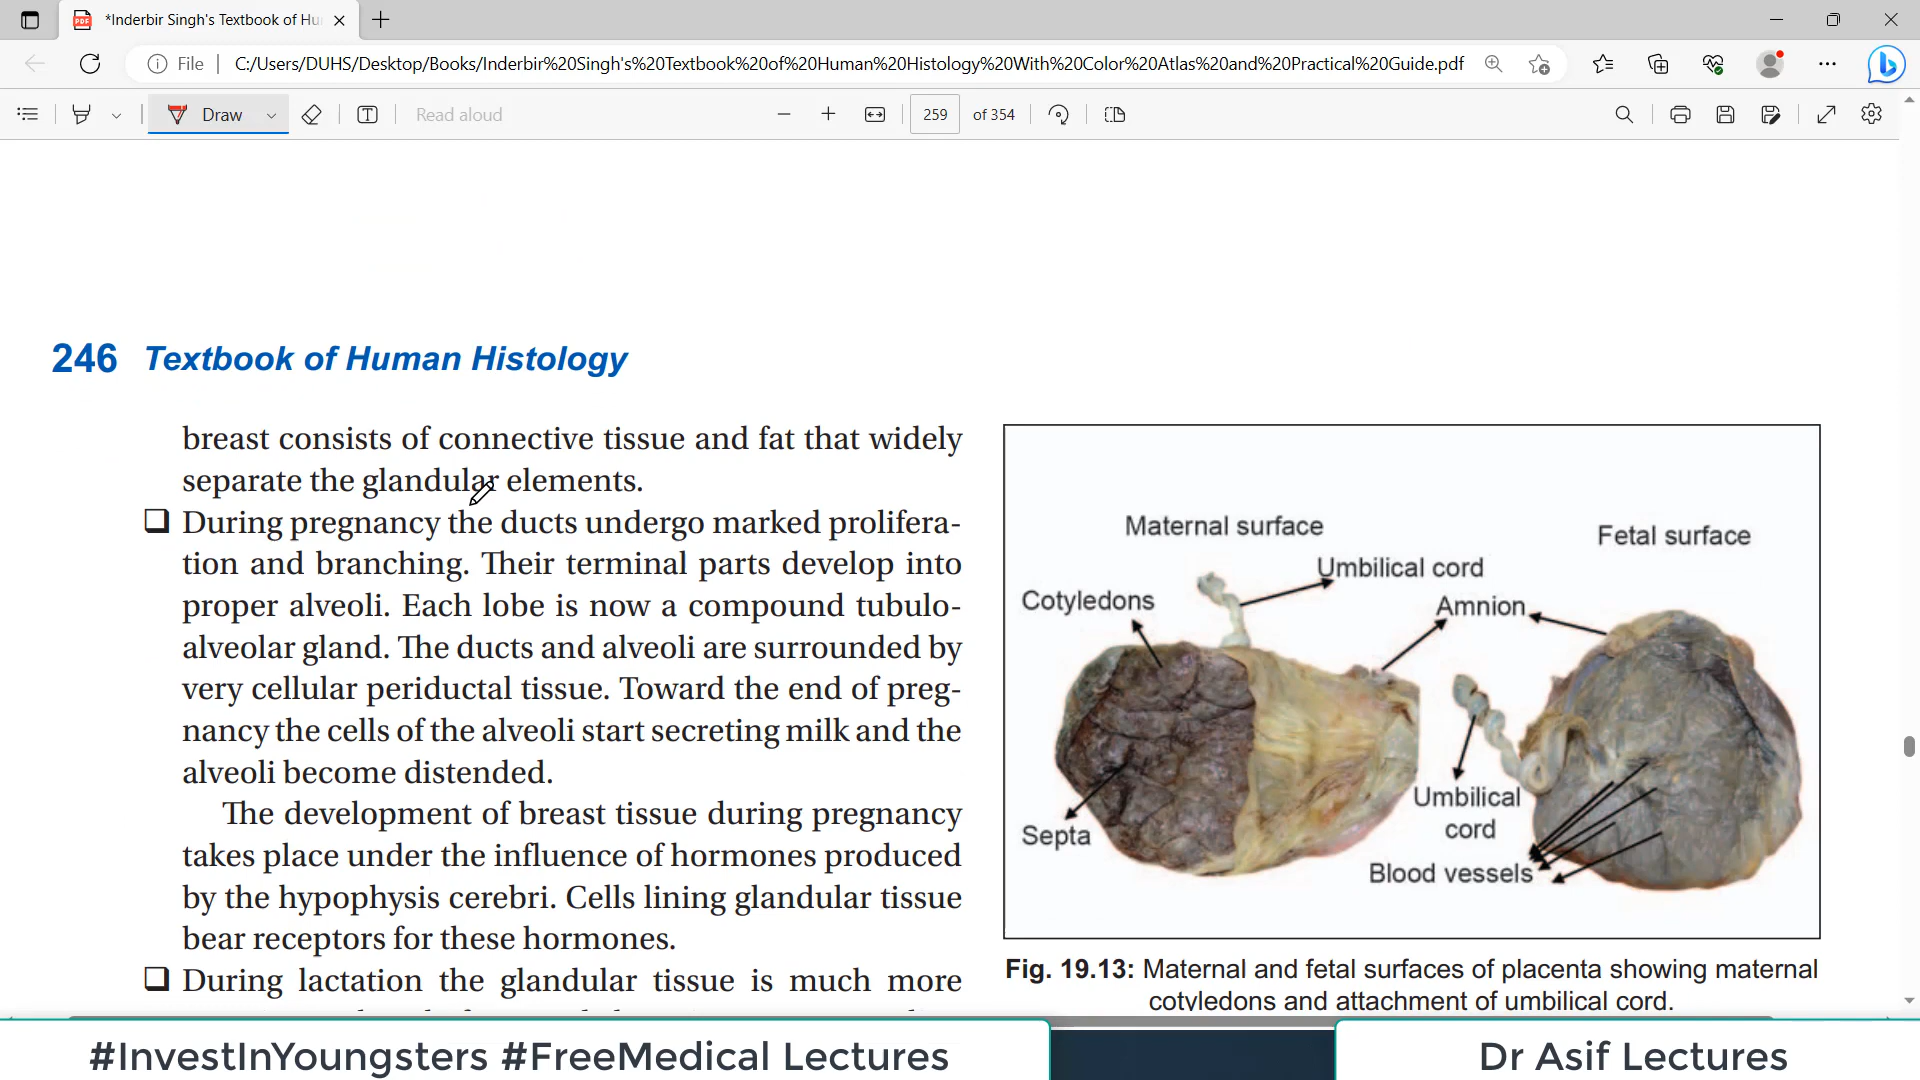 *Inderbir Singh's Textbook of Hu
File
C:/Users/DUHS/Desktop/Books/Inderbir%20Singh's%20Textbook%20of%20Human%20Histology%20With%20Color%20Atlas%20and%20Practical%20Guide.pdf
Draw
Read aloud
259 of 354
246 Textbook of Human Histology
breast consists of connective tissue and fat that widely
separate the glandular elements.
❑ During pregnancy the ducts undergo marked prolifera-
tion and branching. Their terminal parts develop into
proper alveoli. Each lobe is now a compound tubulo-
alveolar gland. The ducts and alveoli are surrounded by
very cellular periductal tissue. Toward the end of preg-
nancy the cells of the alveoli start secreting milk and the
alveoli become distended.
The development of breast tissue during pregnancy
takes place under the influence of hormones produced
by the hypophysis cerebri. Cells lining glandular tissue
bear receptors for these hormones.
❑ During lactation the glandular tissue is much more
Maternal surface
Fetal surface
Umbilical cord
Cotyledons
Amnion
Umbilical
cord
Septa
Blood vessels
Fig. 19.13: Maternal and fetal surfaces of placenta showing maternal
cotyledons and attachment of umbilical cord.
#InvestInYoungsters #FreeMedical Lectures
Dr Asif Lectures